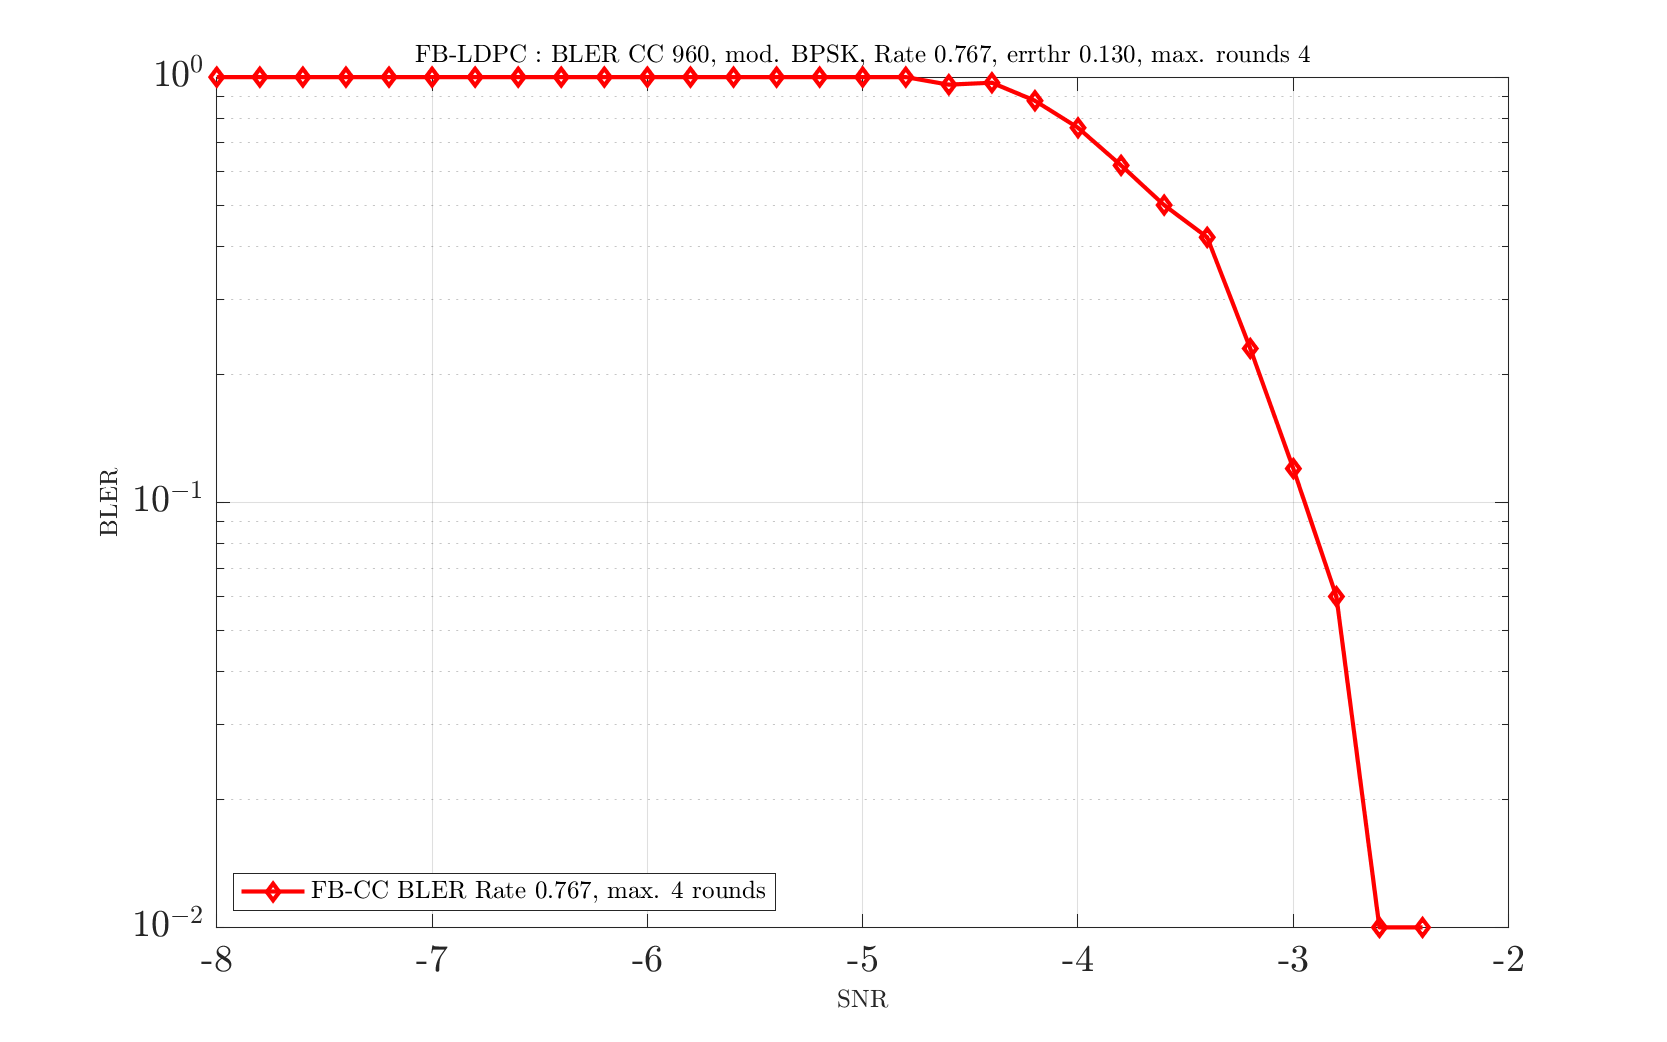 FB-LDPC : BLER CC 960, mod. BPSK, Rate 0.767, errthr 0.130, max. rounds 4
10^0
10^-1
10^-2
BLER
FB-CC BLER Rate 0.767, max. 4 rounds
-8 -7 -6 -5 -4 -3 -2
SNR